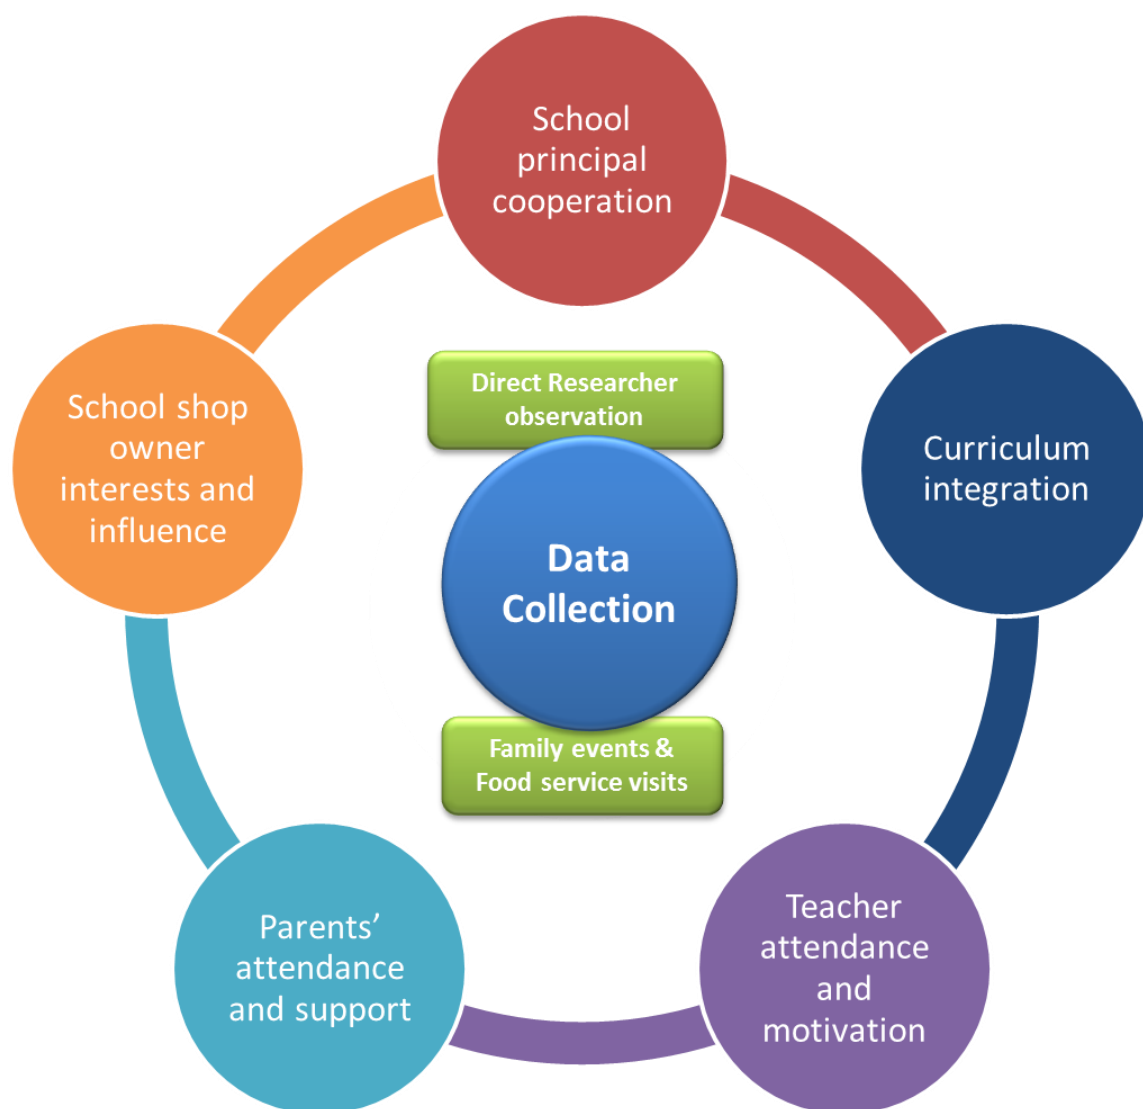 School
principal
cooperation
School shop
owner
interests and
influence
Direct Researcher
observation
Curriculum
integration
Data
Collection
Family events &
Food service visits
Parents’
attendance
and support
Teacher
attendance
and
motivation